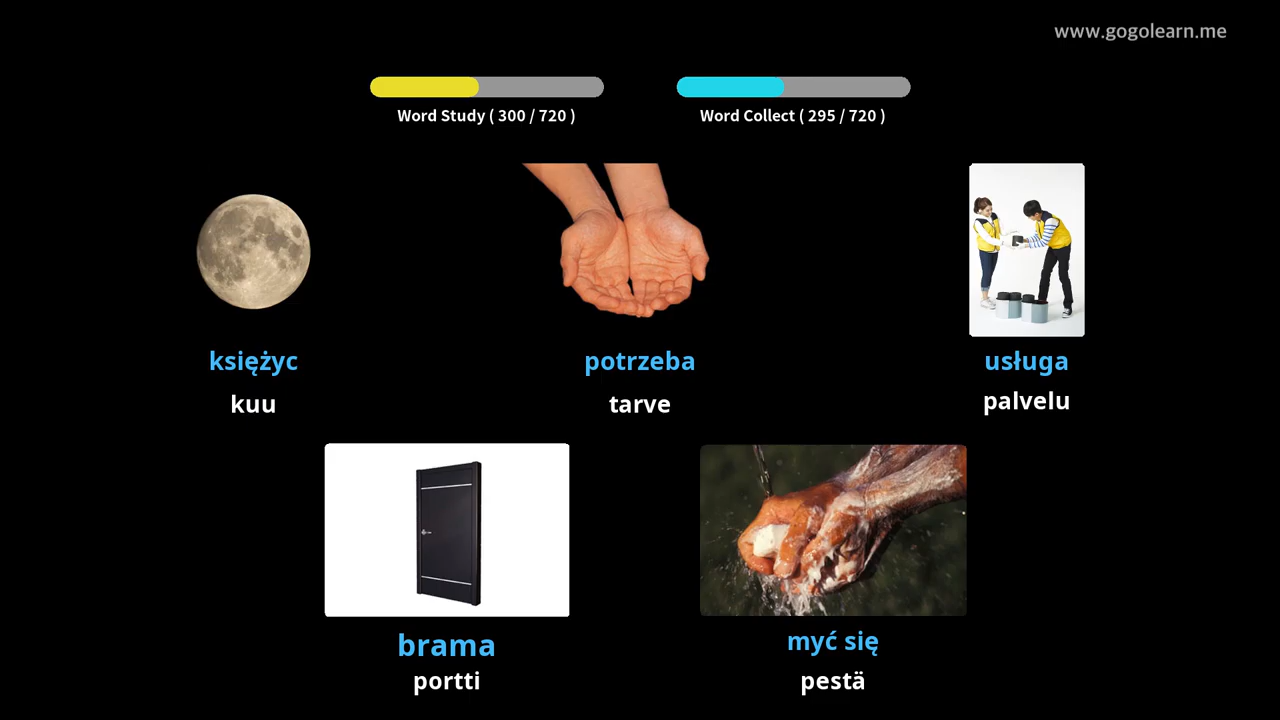 www.gogolearn.me
Word Study ( 300 / 720 )
Word Collect ( 295 / 720 )
księżyc
kuu
potrzeba
tarve
usługa
palvelu
brama
portti
myć się
pestä